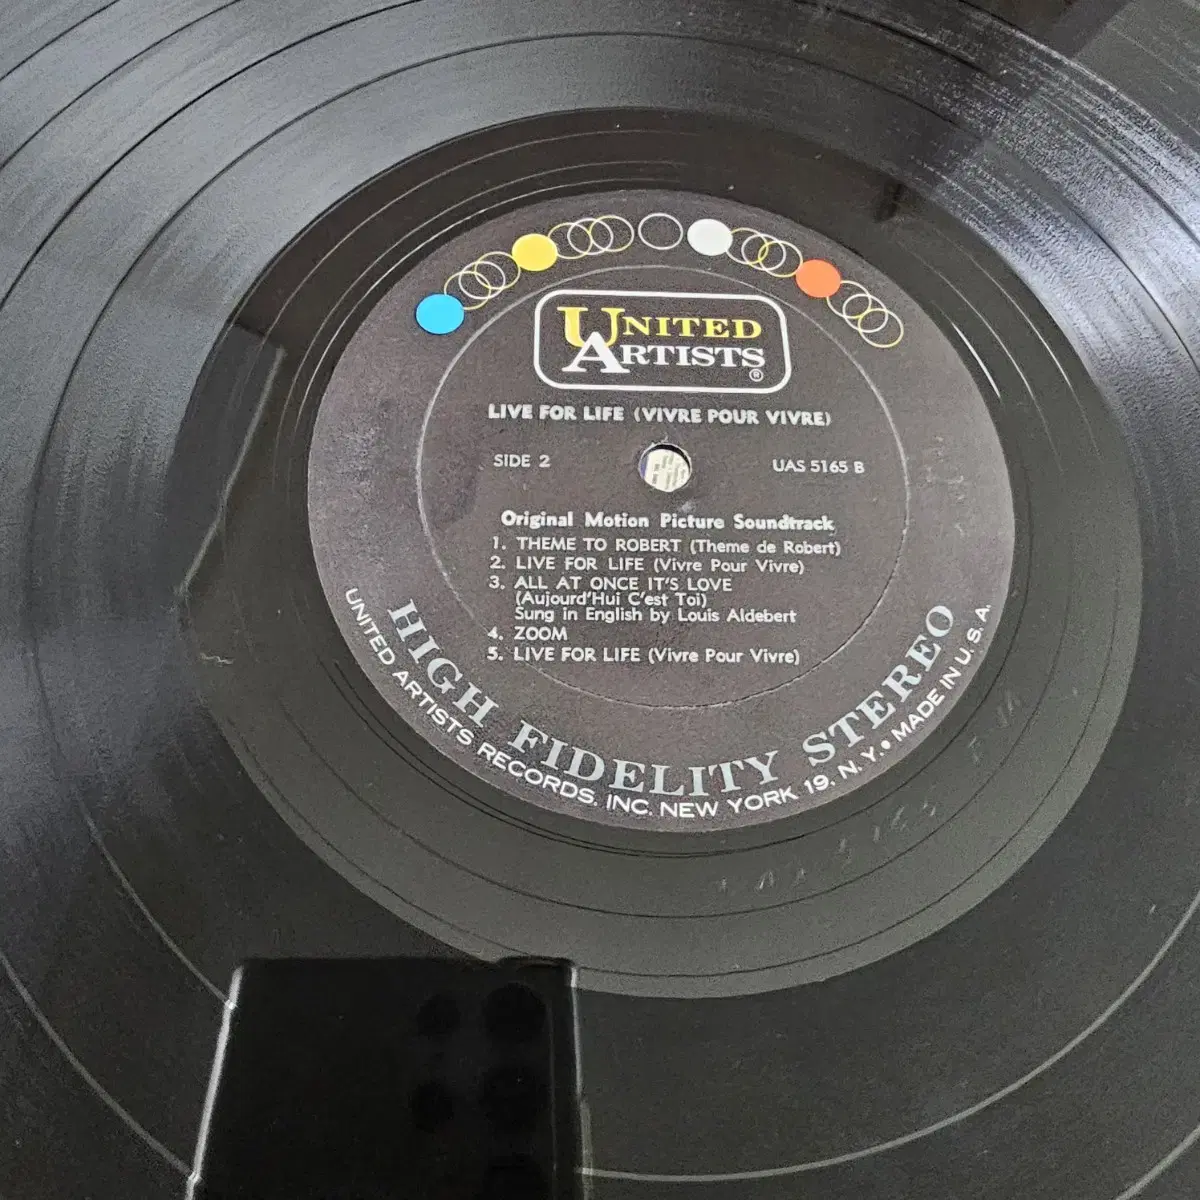 UNITED
ARTISTS
®
LIVE FOR LIFE (VIVRE POUR VIVRE)
SIDE 2
UAS 5165 B
Original Motion Picture Soundtrack
1. THEME TO ROBERT (Theme de Robert)
2. LIVE FOR LIFE (Vivre Pour Vivre)
3. ALL AT ONCE IT'S LOVE
(Aujourd'Hui C'est Toi)
Sung in English by Louis Aldebert
4. ZOOM
5. LIVE FOR LIFE (Vivre Pour Vivre)
HIGH FIDELITY STEREO
UNITED ARTISTS RECORDS, INC. NEW YORK 19, N. Y. • MADE IN U. S. A.